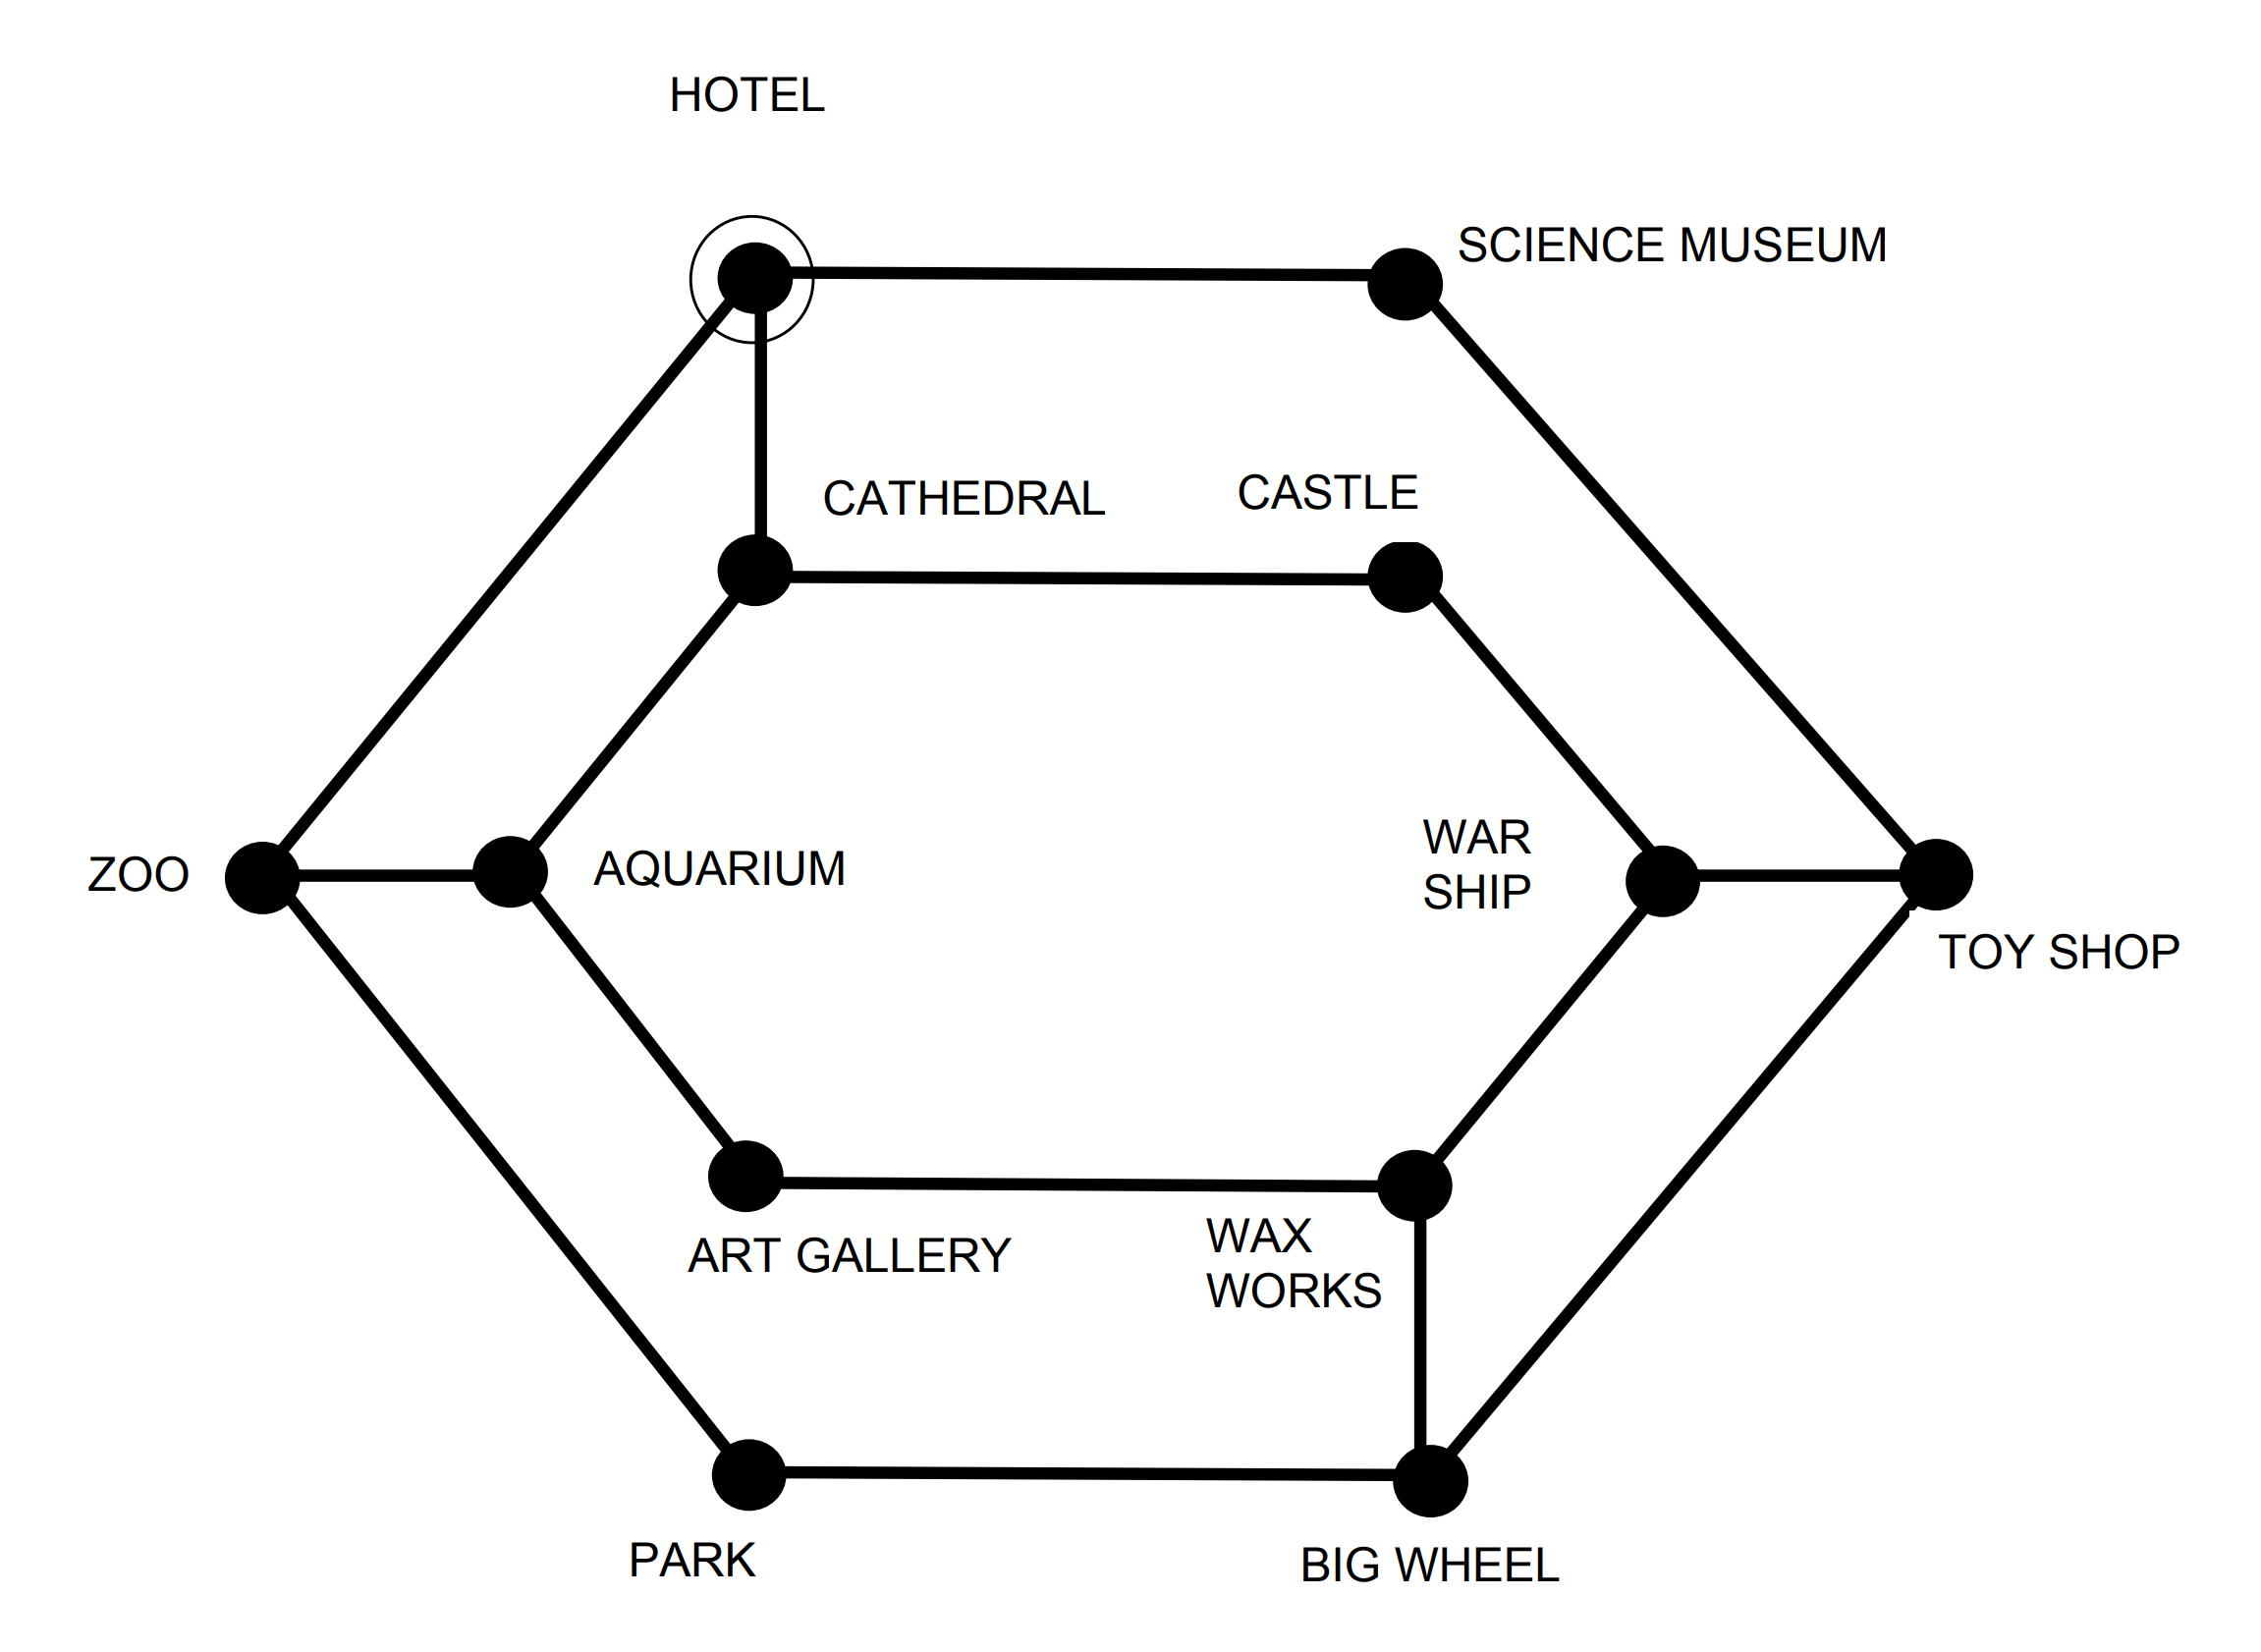 HOTEL
SCIENCE MUSEUM
CATHEDRAL
CASTLE
ZOO
AQUARIUM
WAR
SHIP
TOY SHOP
ART GALLERY
WAX
WORKS
PARK
BIG WHEEL